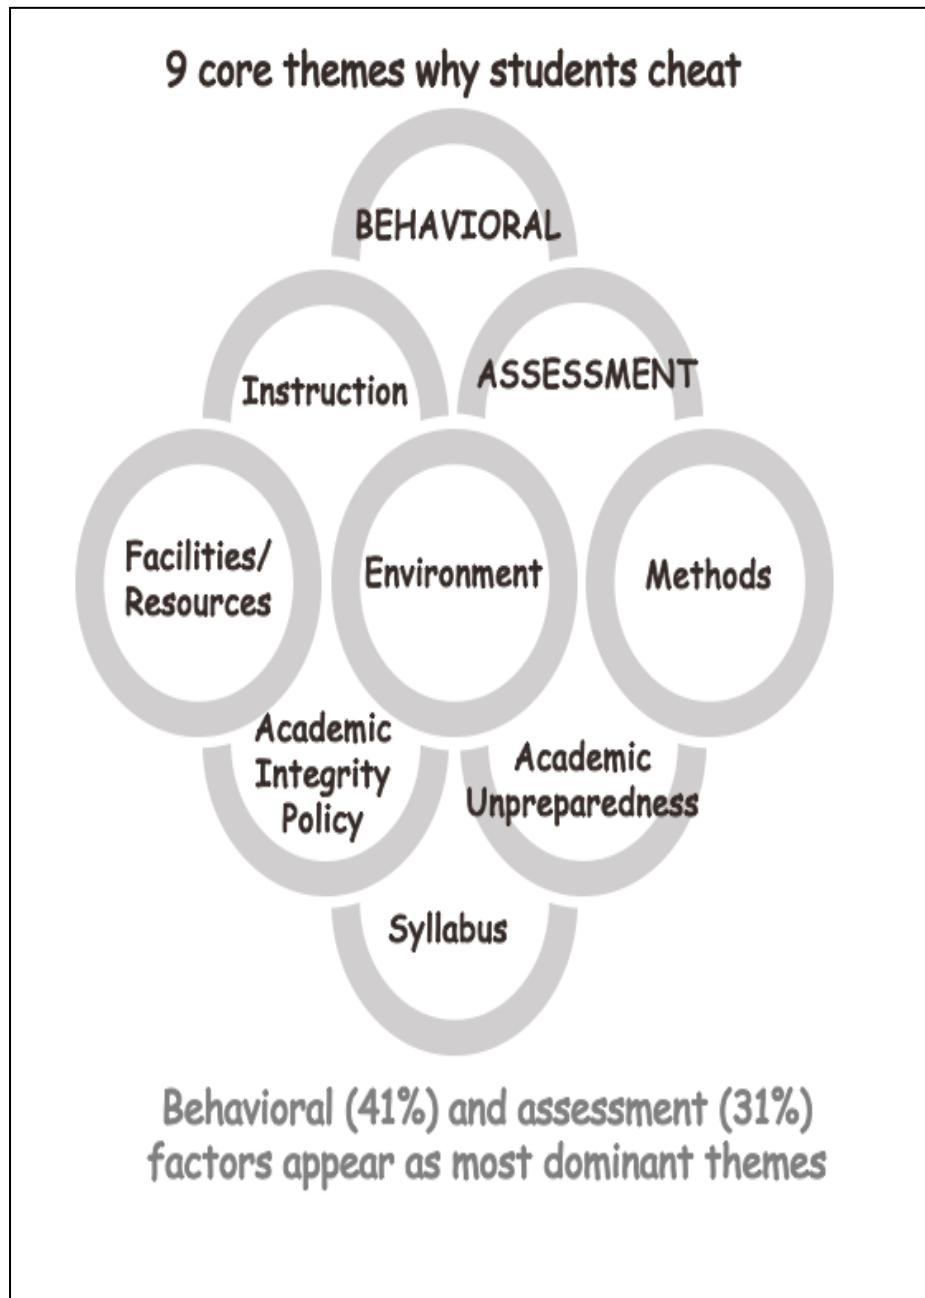 9 core themes why students cheat
BEHAVIORAL
Instruction
ASSESSMENT
Facilities/
Resources
Environment
Methods
Academic
Integrity
Policy
Academic
Unpreparedness
Syllabus
Behavioral (41%) and assessment (31%)
factors appear as most dominant themes